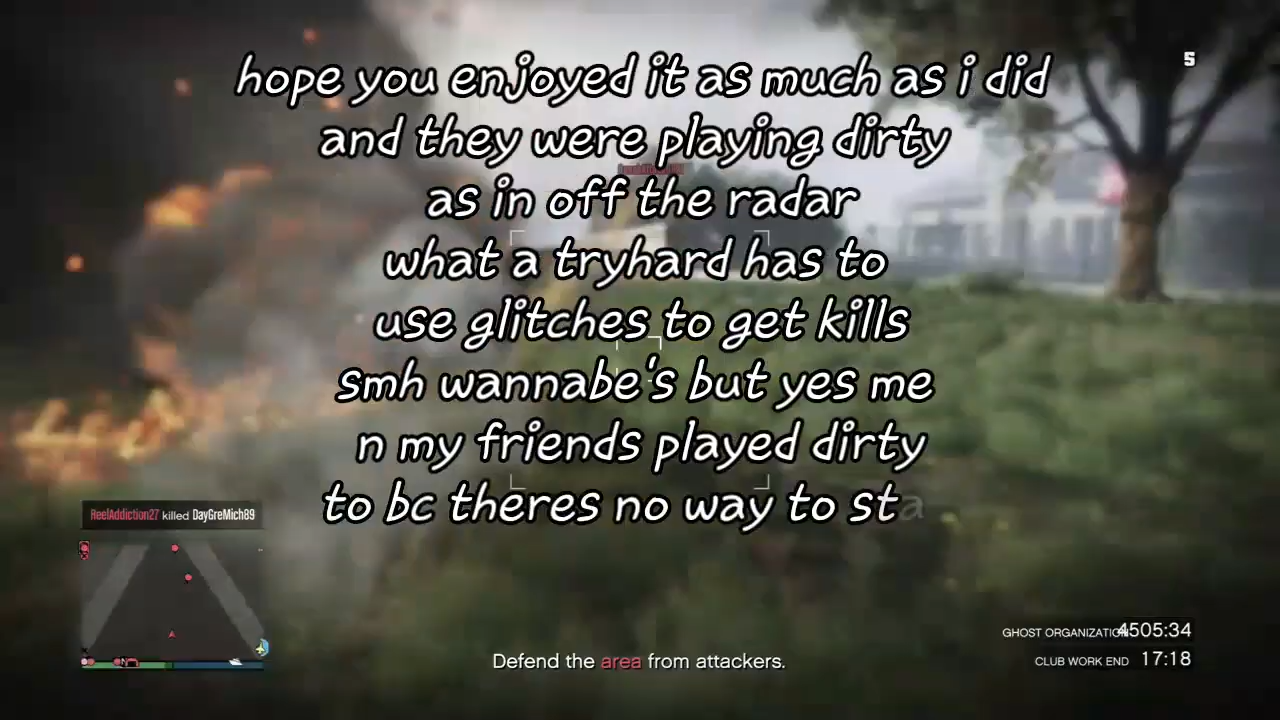 hope you enjoyed it as much as i did
5
and they were playing dirty
as in off the radar
what a tryhard has to
use glitches to get kills
smh wannabe's but yes me
n my friends played dirty
to bc theres no way to sta
ReelAddiction27 killed DayGreMich89
GHOST ORGANIZATION 4505:34
CLUB WORK END 17:18
Defend the area from attackers.